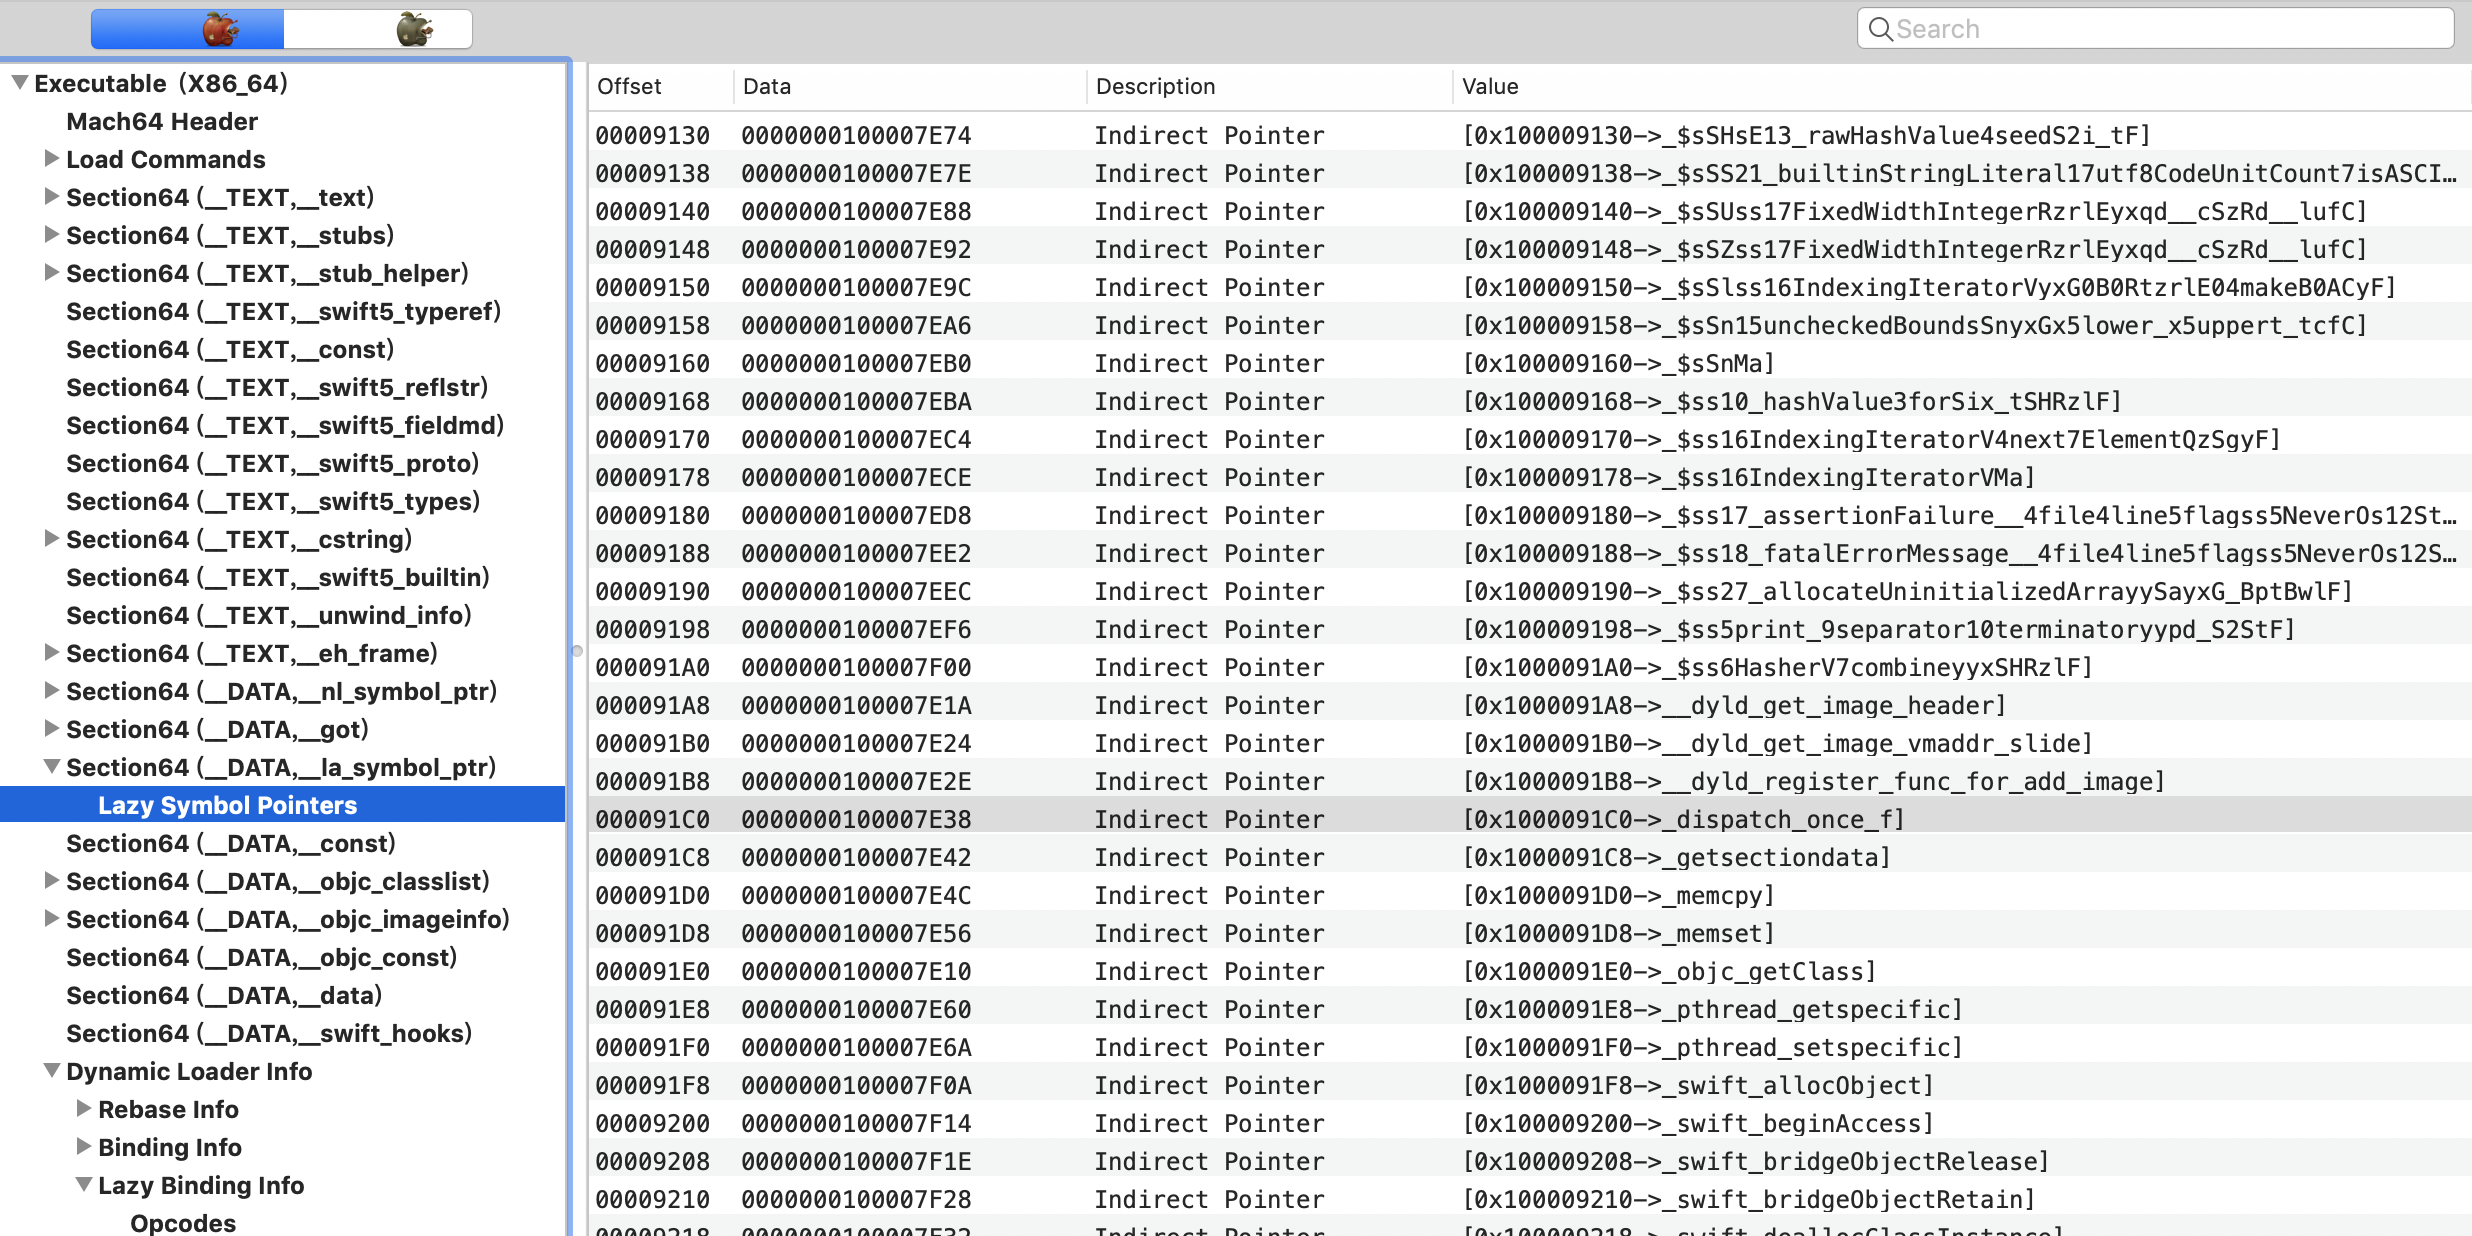 Search
Executable (X86_64)
Mach64 Header
Load Commands
Section64 (__TEXT,__text)
Section64 (__TEXT,__stubs)
Section64 (__TEXT,__stub_helper)
Section64 (__TEXT,__swift5_typeref)
Section64 (__TEXT,__const)
Section64 (__TEXT,__swift5_reflstr)
Section64 (__TEXT,__swift5_fieldmd)
Section64 (__TEXT,__swift5_proto)
Section64 (__TEXT,__swift5_types)
Section64 (__TEXT,__cstring)
Section64 (__TEXT,__swift5_builtin)
Section64 (__TEXT,__unwind_info)
Section64 (__TEXT,__eh_frame)
Section64 (__DATA,__nl_symbol_ptr)
Section64 (__DATA,__got)
Section64 (__DATA,__la_symbol_ptr)
Lazy Symbol Pointers
Section64 (__DATA,__const)
Section64 (__DATA,__objc_classlist)
Section64 (__DATA,__objc_imageinfo)
Section64 (__DATA,__objc_const)
Section64 (__DATA,__data)
Section64 (__DATA,__swift_hooks)
Dynamic Loader Info
Rebase Info
Binding Info
Lazy Binding Info
Opcodes
Offset Data Description Value
00009130 0000000100007E74 Indirect Pointer [0x100009130->_$sSHsE13_rawHashValue4seedS2i_tF]
00009138 0000000100007E7E Indirect Pointer [0x100009138->_$sSS21_builtinStringLiteral17utf8CodeUnitCount7isASCI…
00009140 0000000100007E88 Indirect Pointer [0x100009140->_$sSUss17FixedWidthIntegerRzrlEyxqd__cSzRd__lufC]
00009148 0000000100007E92 Indirect Pointer [0x100009148->_$sSZss17FixedWidthIntegerRzrlEyxqd__cSzRd__lufC]
00009150 0000000100007E9C Indirect Pointer [0x100009150->_$sSlss16IndexingIteratorVyxG0B0RtzrlE04makeB0ACyF]
00009158 0000000100007EA6 Indirect Pointer [0x100009158->_$sSn15uncheckedBoundsSnyxGx5lower_x5uppert_tcfC]
00009160 0000000100007EB0 Indirect Pointer [0x100009160->_$sSnMa]
00009168 0000000100007EBA Indirect Pointer [0x100009168->_$ss10_hashValue3forSix_tSHRzlF]
00009170 0000000100007EC4 Indirect Pointer [0x100009170->_$ss16IndexingIteratorV4next7ElementQzSgyF]
00009178 0000000100007ECE Indirect Pointer [0x100009178->_$ss16IndexingIteratorVMa]
00009180 0000000100007ED8 Indirect Pointer [0x100009180->_$ss17_assertionFailure__4file4line5flagss5NeverOs12St…
00009188 0000000100007EE2 Indirect Pointer [0x100009188->_$ss18_fatalErrorMessage__4file4line5flagss5NeverOs12S…
00009190 0000000100007EEC Indirect Pointer [0x100009190->_$ss27_allocateUninitializedArrayySayxG_BptBwlF]
00009198 0000000100007EF6 Indirect Pointer [0x100009198->_$ss5print_9separator10terminatoryypd_S2StF]
000091A0 0000000100007F00 Indirect Pointer [0x1000091A0->_$ss6HasherV7combineyyxSHRzlF]
000091A8 0000000100007E1A Indirect Pointer [0x1000091A8->__dyld_get_image_header]
000091B0 0000000100007E24 Indirect Pointer [0x1000091B0->__dyld_get_image_vmaddr_slide]
000091B8 0000000100007E2E Indirect Pointer [0x1000091B8->__dyld_register_func_for_add_image]
000091C0 0000000100007E38 Indirect Pointer [0x1000091C0->_dispatch_once_f]
000091C8 0000000100007E42 Indirect Pointer [0x1000091C8->_getsectiondata]
000091D0 0000000100007E4C Indirect Pointer [0x1000091D0->_memcpy]
000091D8 0000000100007E56 Indirect Pointer [0x1000091D8->_memset]
000091E0 0000000100007E10 Indirect Pointer [0x1000091E0->_objc_getClass]
000091E8 0000000100007E60 Indirect Pointer [0x1000091E8->_pthread_getspecific]
000091F0 0000000100007E6A Indirect Pointer [0x1000091F0->_pthread_setspecific]
000091F8 0000000100007F0A Indirect Pointer [0x1000091F8->_swift_allocObject]
00009200 0000000100007F14 Indirect Pointer [0x100009200->_swift_beginAccess]
00009208 0000000100007F1E Indirect Pointer [0x100009208->_swift_bridgeObjectRelease]
00009210 0000000100007F28 Indirect Pointer [0x100009210->_swift_bridgeObjectRetain]
00009218 0000000100007F32 Indirect Pointer [0x100009218->_swift_deallocClassInstance]